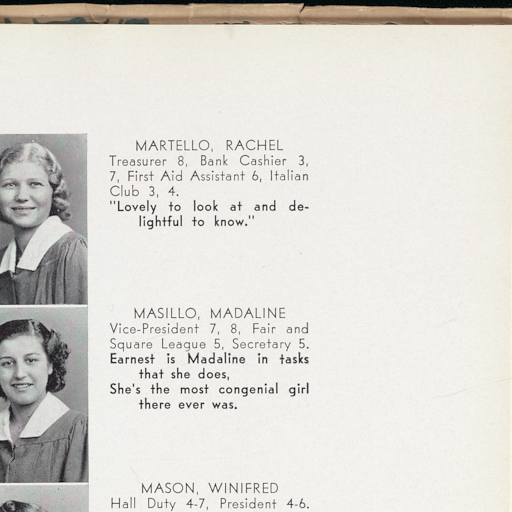 MARTELLO, RACHEL
Treasurer 8, Bank Cashier 3,
7, First Aid Assistant 6, Italian
Club 3, 4.
"Lovely to look at and de-
lightful to know."
MASILLO, MADALINE
Vice-President 7, 8, Fair and
Square League 5, Secretary 5.
Earnest is Madaline in tasks
that she does,
She's the most congenial girl
there ever was.
MASON, WINIFRED
Hall Duty 4-7, President 4-6.